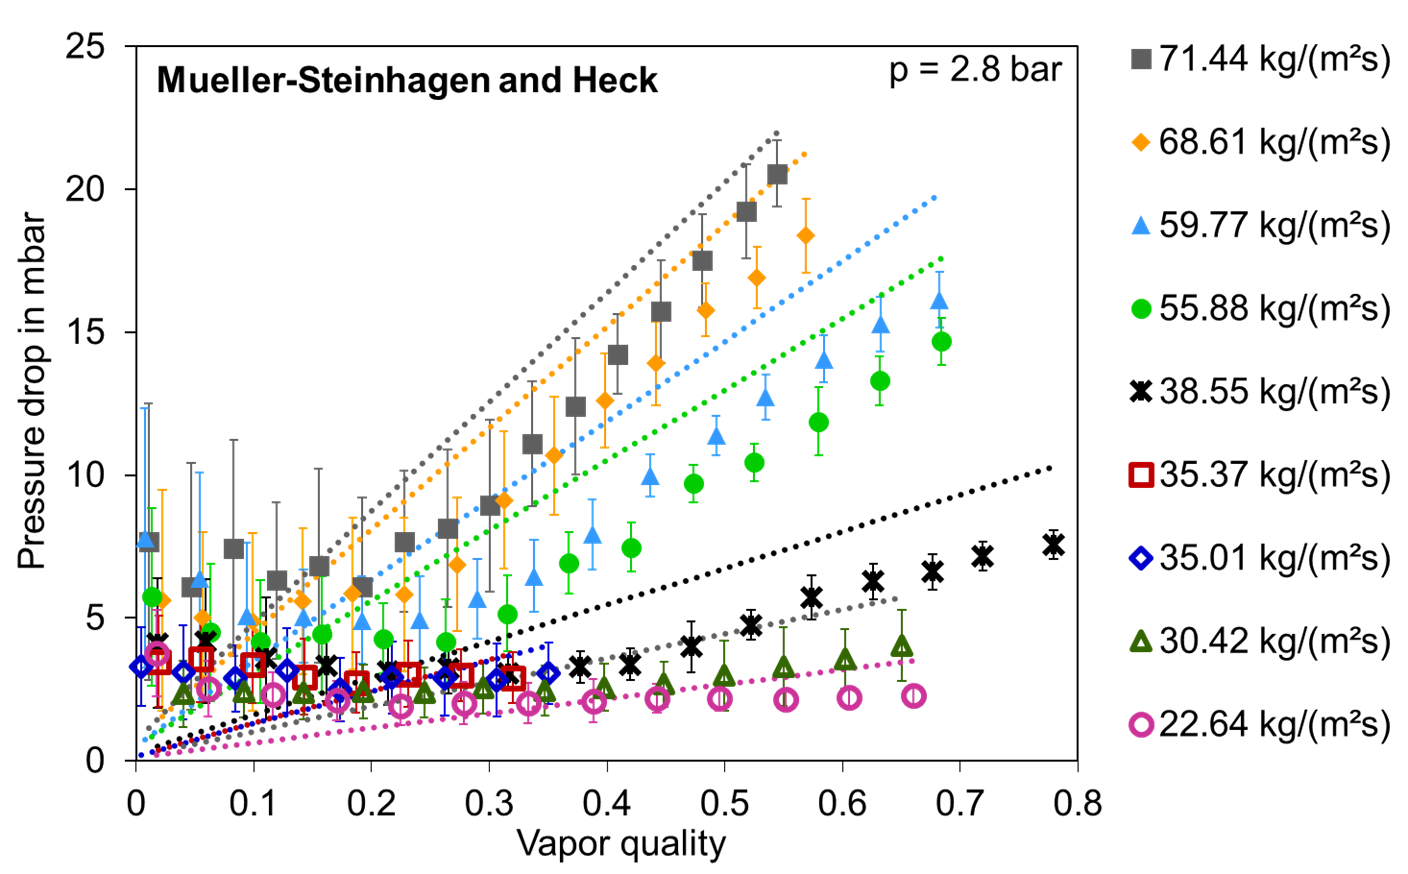 Mueller-Steinhagen and Heck
p = 2.8 bar
Pressure drop in mbar
25
20
15
10
5
0
0 0.1 0.2 0.3 0.4 0.5 0.6 0.7 0.8
Vapor quality
71.44 kg/(m²s)
68.61 kg/(m²s)
59.77 kg/(m²s)
55.88 kg/(m²s)
38.55 kg/(m²s)
35.37 kg/(m²s)
35.01 kg/(m²s)
30.42 kg/(m²s)
22.64 kg/(m²s)